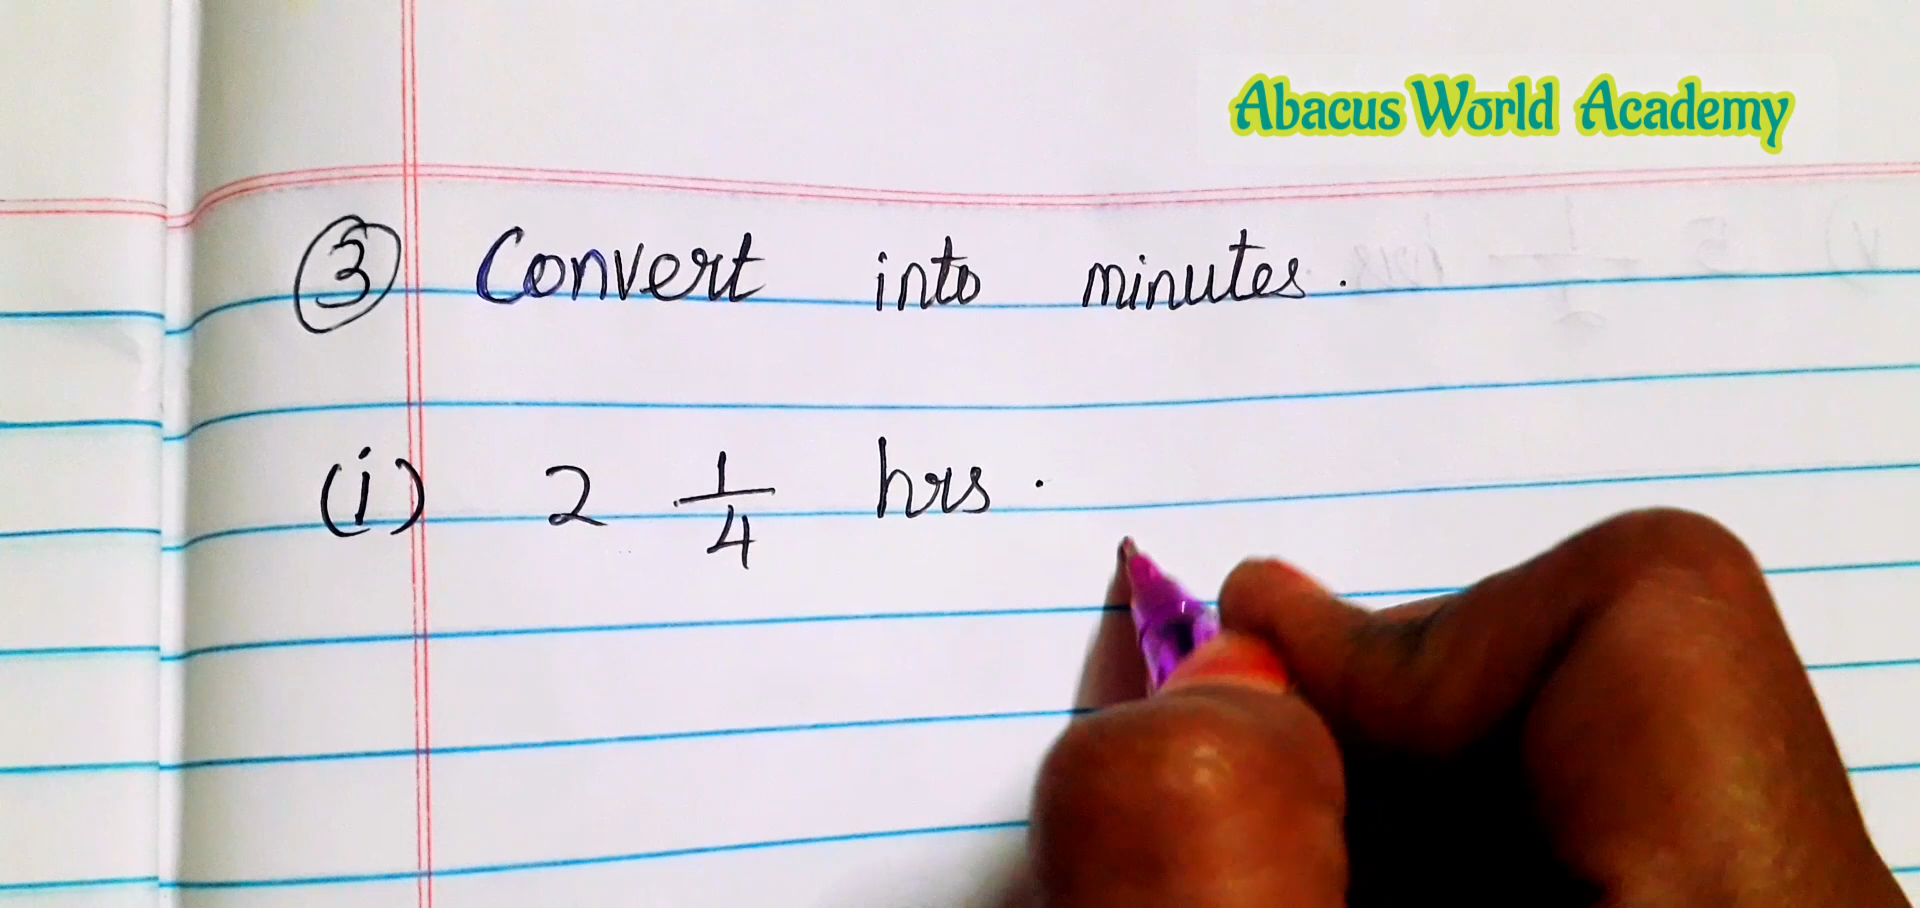 Abacus World Academy
③ Convert into minutes.
(i) 2 1/4 hrs.